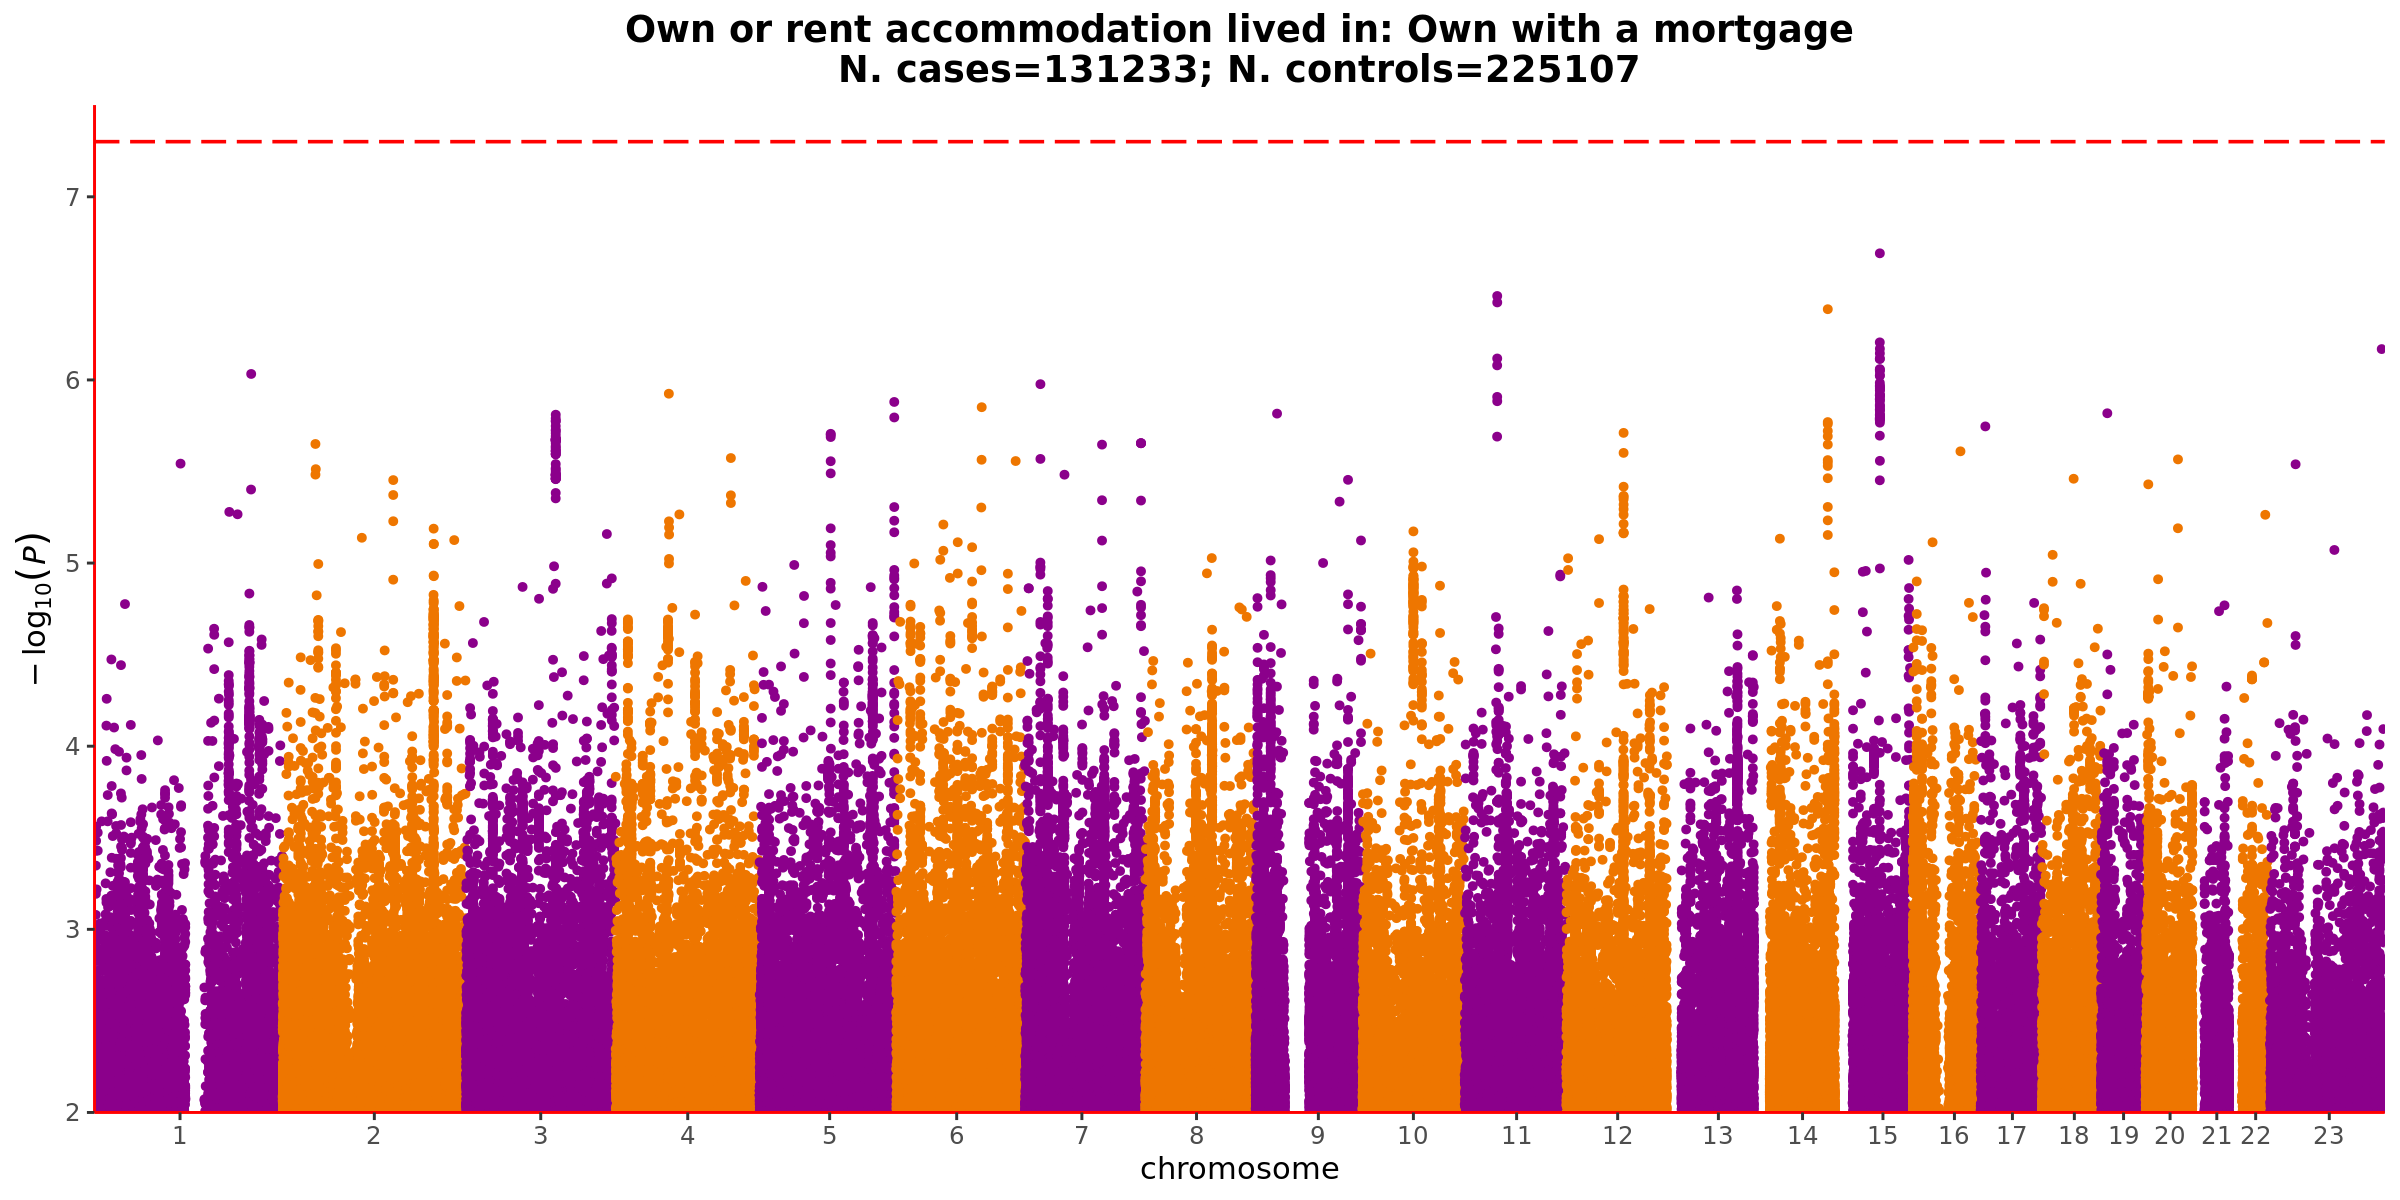 Own or rent accommodation lived in: Own with a mortgage
N. cases=131233; N. controls=225107
−log10(P)
7
6
5
4
3
2
1 2 3 4 5 6 7 8 9 10 11 12 13 14 15 16 17 18 19 20 21 22 23
chromosome